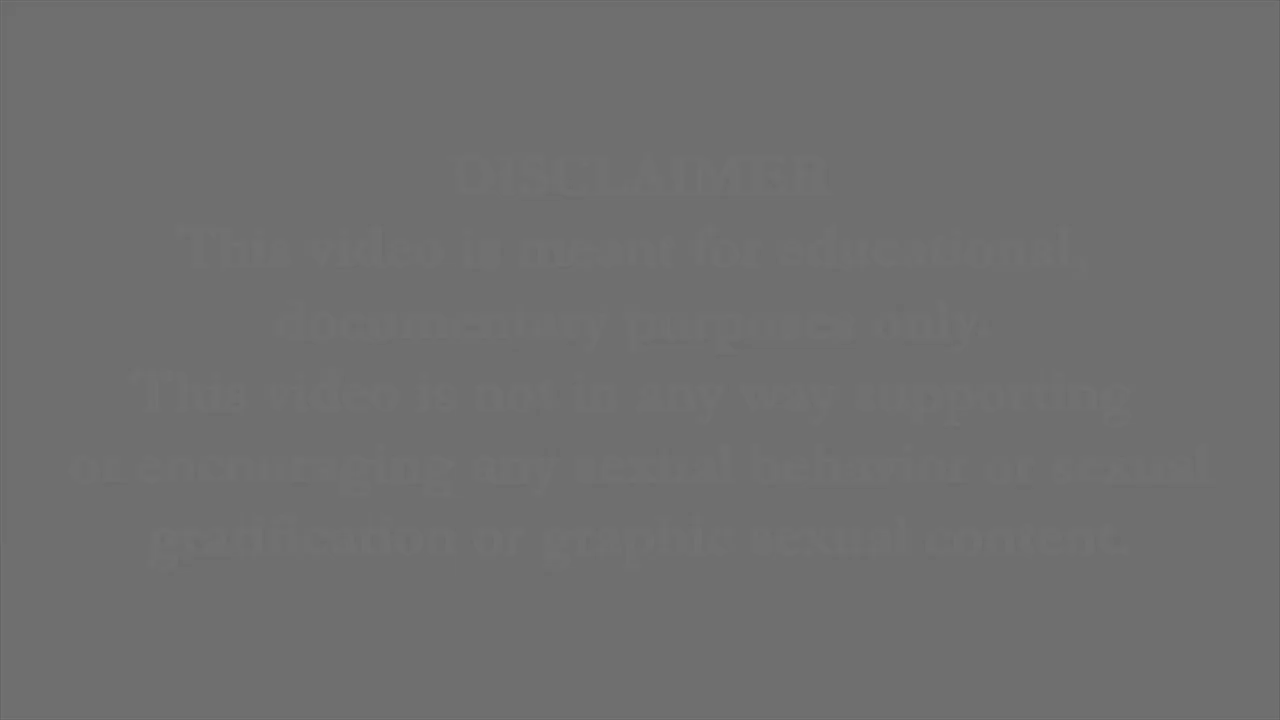 DISCLAIMER
This video is meant for educational,
documentary purposes only.
This video is not in any way supporting
or encouraging any sexual behavior or sexual
gratification or graphic sexual content.